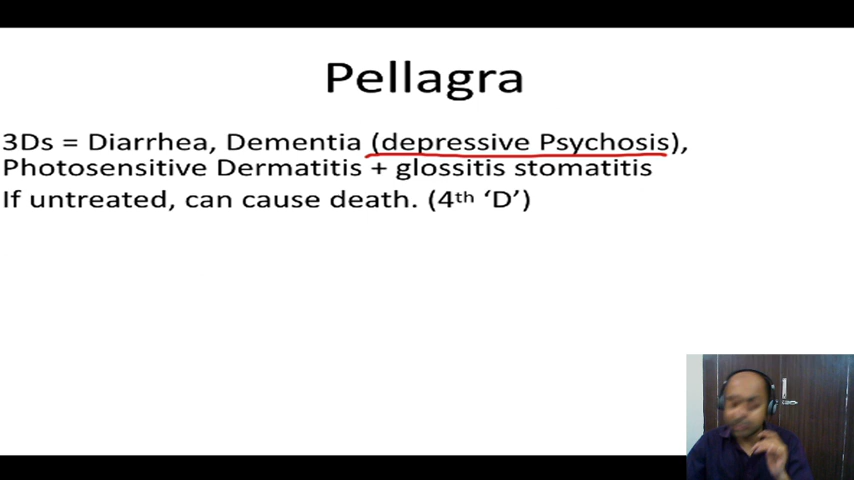 Pellagra
3Ds = Diarrhea, Dementia (depressive Psychosis),
Photosensitive Dermatitis + glossitis stomatitis
If untreated, can cause death. (4th ‘D’)